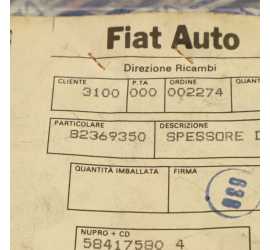 Fiat Auto
Direzione Ricambi
CLIENTE P.TA ORDINE QUANT
3100 000 002274
PARTICOLARE DESCRIZIONE
82369350 SPESSORE D
QUANTITÀ IMBALLATA FIRMA
NUPRO + CD
58417580 4